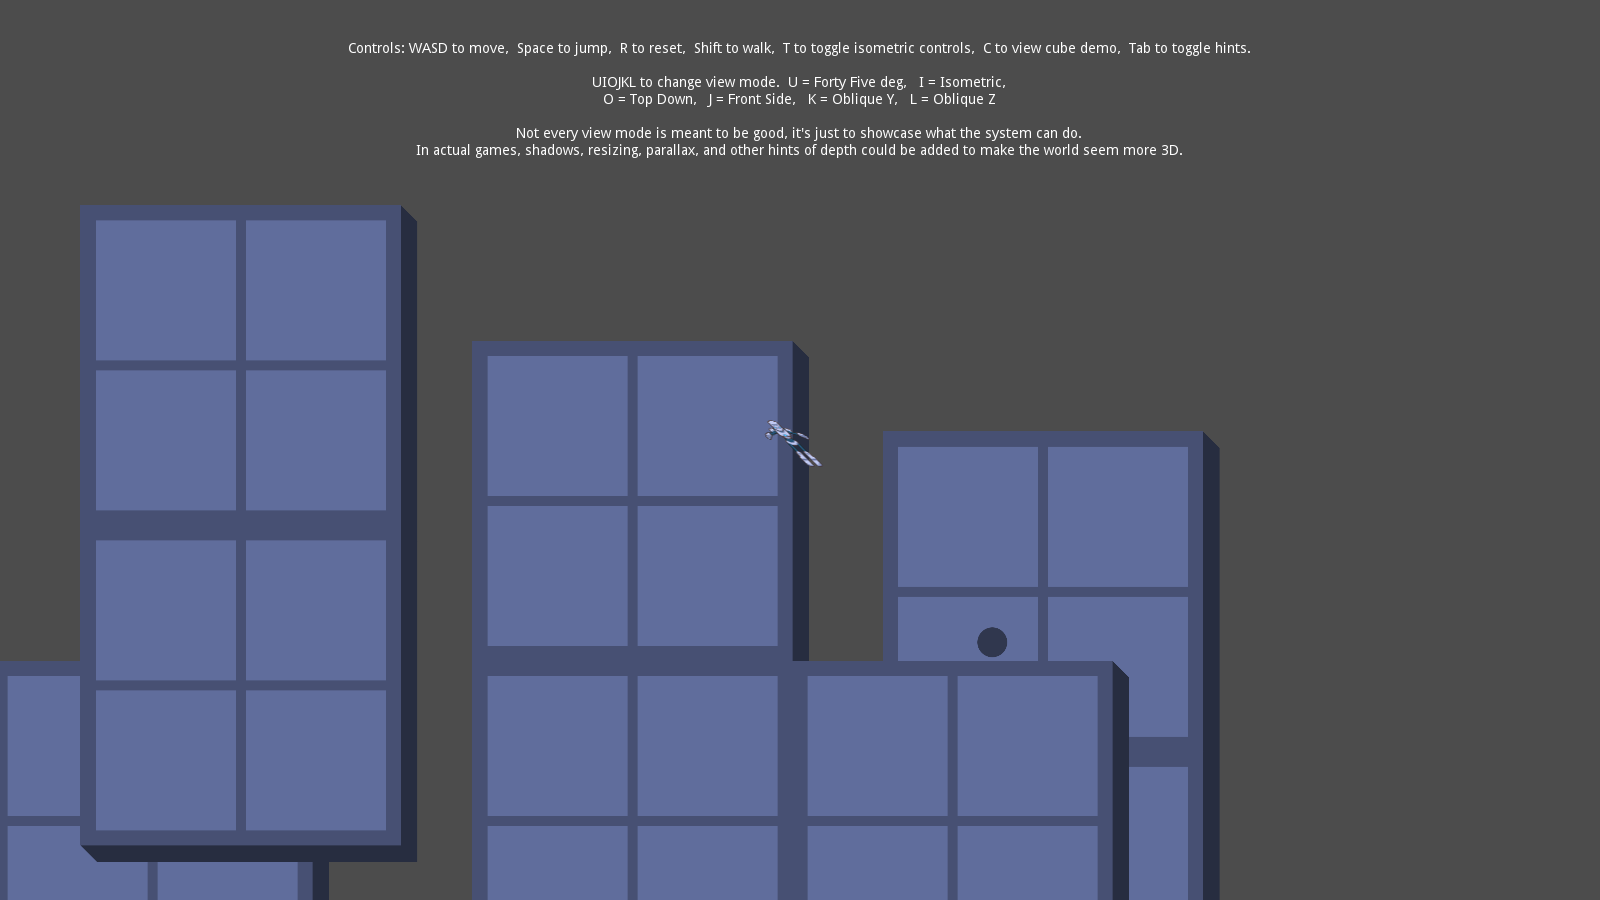 Controls: WASD to move,  Space to jump,  R to reset,  Shift to walk,  T to toggle isometric controls,  C to view cube demo,  Tab to toggle hints.
UIOJKL to change view mode.  U = Forty Five deg,   I = Isometric,
O = Top Down,   J = Front Side,   K = Oblique Y,   L = Oblique Z
Not every view mode is meant to be good, it's just to showcase what the system can do.
In actual games, shadows, resizing, parallax, and other hints of depth could be added to make the world seem more 3D.